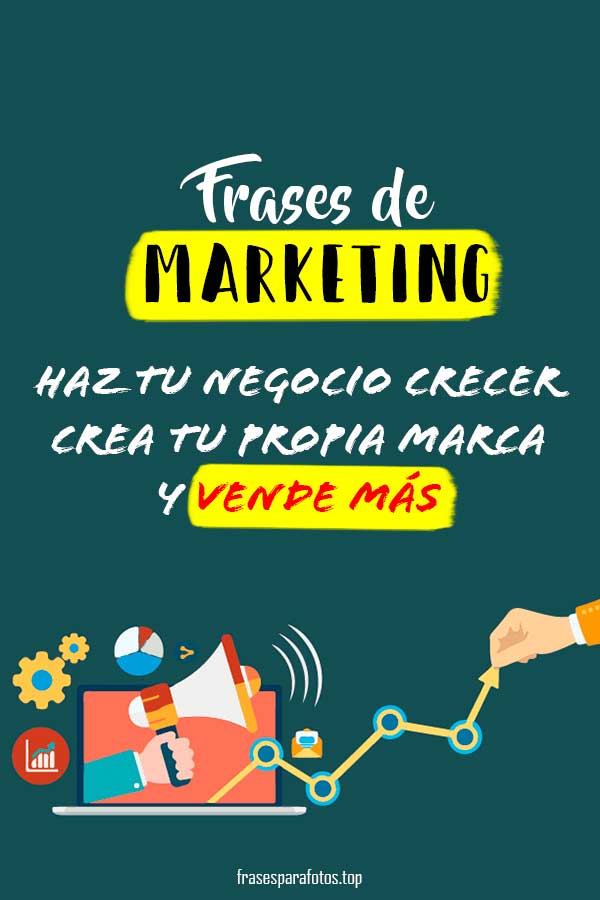 Frases de
MARKETING
HAZ TU NEGOCIO CRECER
CREA TU PROPIA MARCA
Y VENDE MÁS
frasesparafotos.top